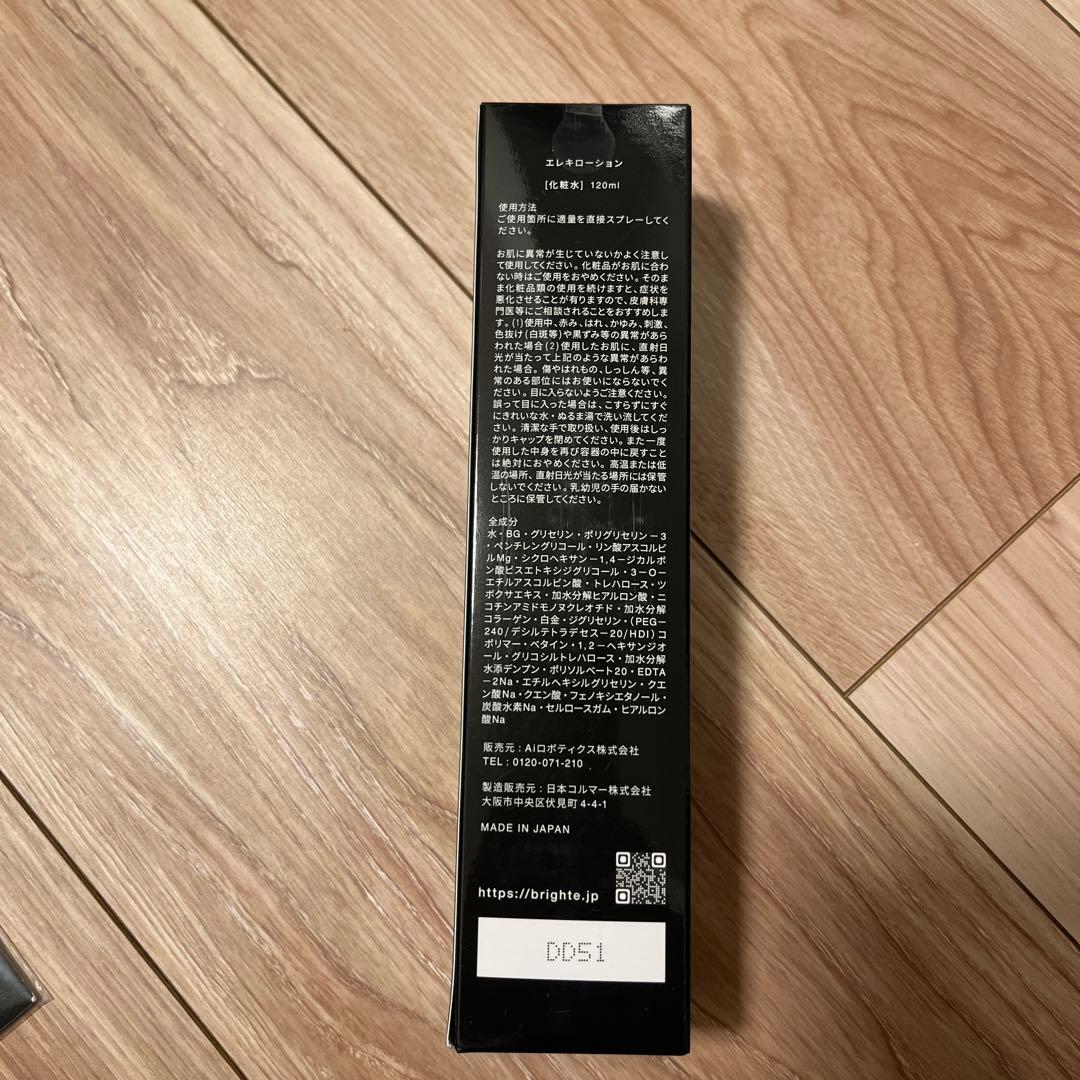 エレキローション
[化粧水] 120ml
使用方法
ご使用箇所に適量を直接スプレーしてく
ださい。
お肌に異常が生じていないかよく注意し
て使用してください。化粧品がお肌に合わ
ない時はご使用をおやめください。そのま
ま化粧品類の使用を続けますと、症状を
悪化させることが有りますので、皮膚科専
門医等にご相談されることをおすすめしま
す。(1)使用中、赤み、はれ、かゆみ、刺激、
色抜け(白斑等)や黒ずみ等の異常があら
われた場合(2)使用したお肌に、直射日
光が当たって上記のような異常があらわ
れた場合。傷やはれもの、しっしん等、異
常のある部位にはお使いにならないでく
ださい。目に入らないようご注意ください。
誤って目に入った場合は、こすらずにすぐ
にきれいな水・ぬるま湯で洗い流してくだ
さい。清潔な手で取り扱い、使用後はしっ
かりキャップを閉めてください。また一度
使用した中身を再び容器の中に戻すこと
は絶対におやめください。高温または低
温の場所、直射日光が当たる場所には保管
しないでください。乳幼児の手の届かない
ところに保管してください。
全成分
水・BG・グリセリン・ポリグリセリン－3
・ペンチレングリコール・リン酸アスコルビ
ルMg・シクロヘキサン－1,4－ジカルボ
ン酸ビスエトキシジグリコール・3－O－
エチルアスコルビン酸・トレハロース・ツ
ボクサエキス・加水分解ヒアルロン酸・ニ
コチンアミドモノヌクレオチド・加水分解
コラーゲン・白金・ジグリセリン・(PEG－
240/デシルテトラデセス－20/HDI)コ
ポリマー・ベタイン・1,2－ヘキサンジオ
ール・グリコシルトレハロース・加水分解
水添デンプン・ポリソルベート20・EDTA
－2Na・エチルヘキシルグリセリン・クエ
ン酸Na・クエン酸・フェノキシエタノール・
炭酸水素Na・セルロースガム・ヒアルロン
酸Na
販売元：Aiロボティクス株式会社
TEL：0120-071-210
製造販売元：日本コルマー株式会社
大阪市中央区伏見町4-4-1
MADE IN JAPAN
https://brighte.jp
DD51